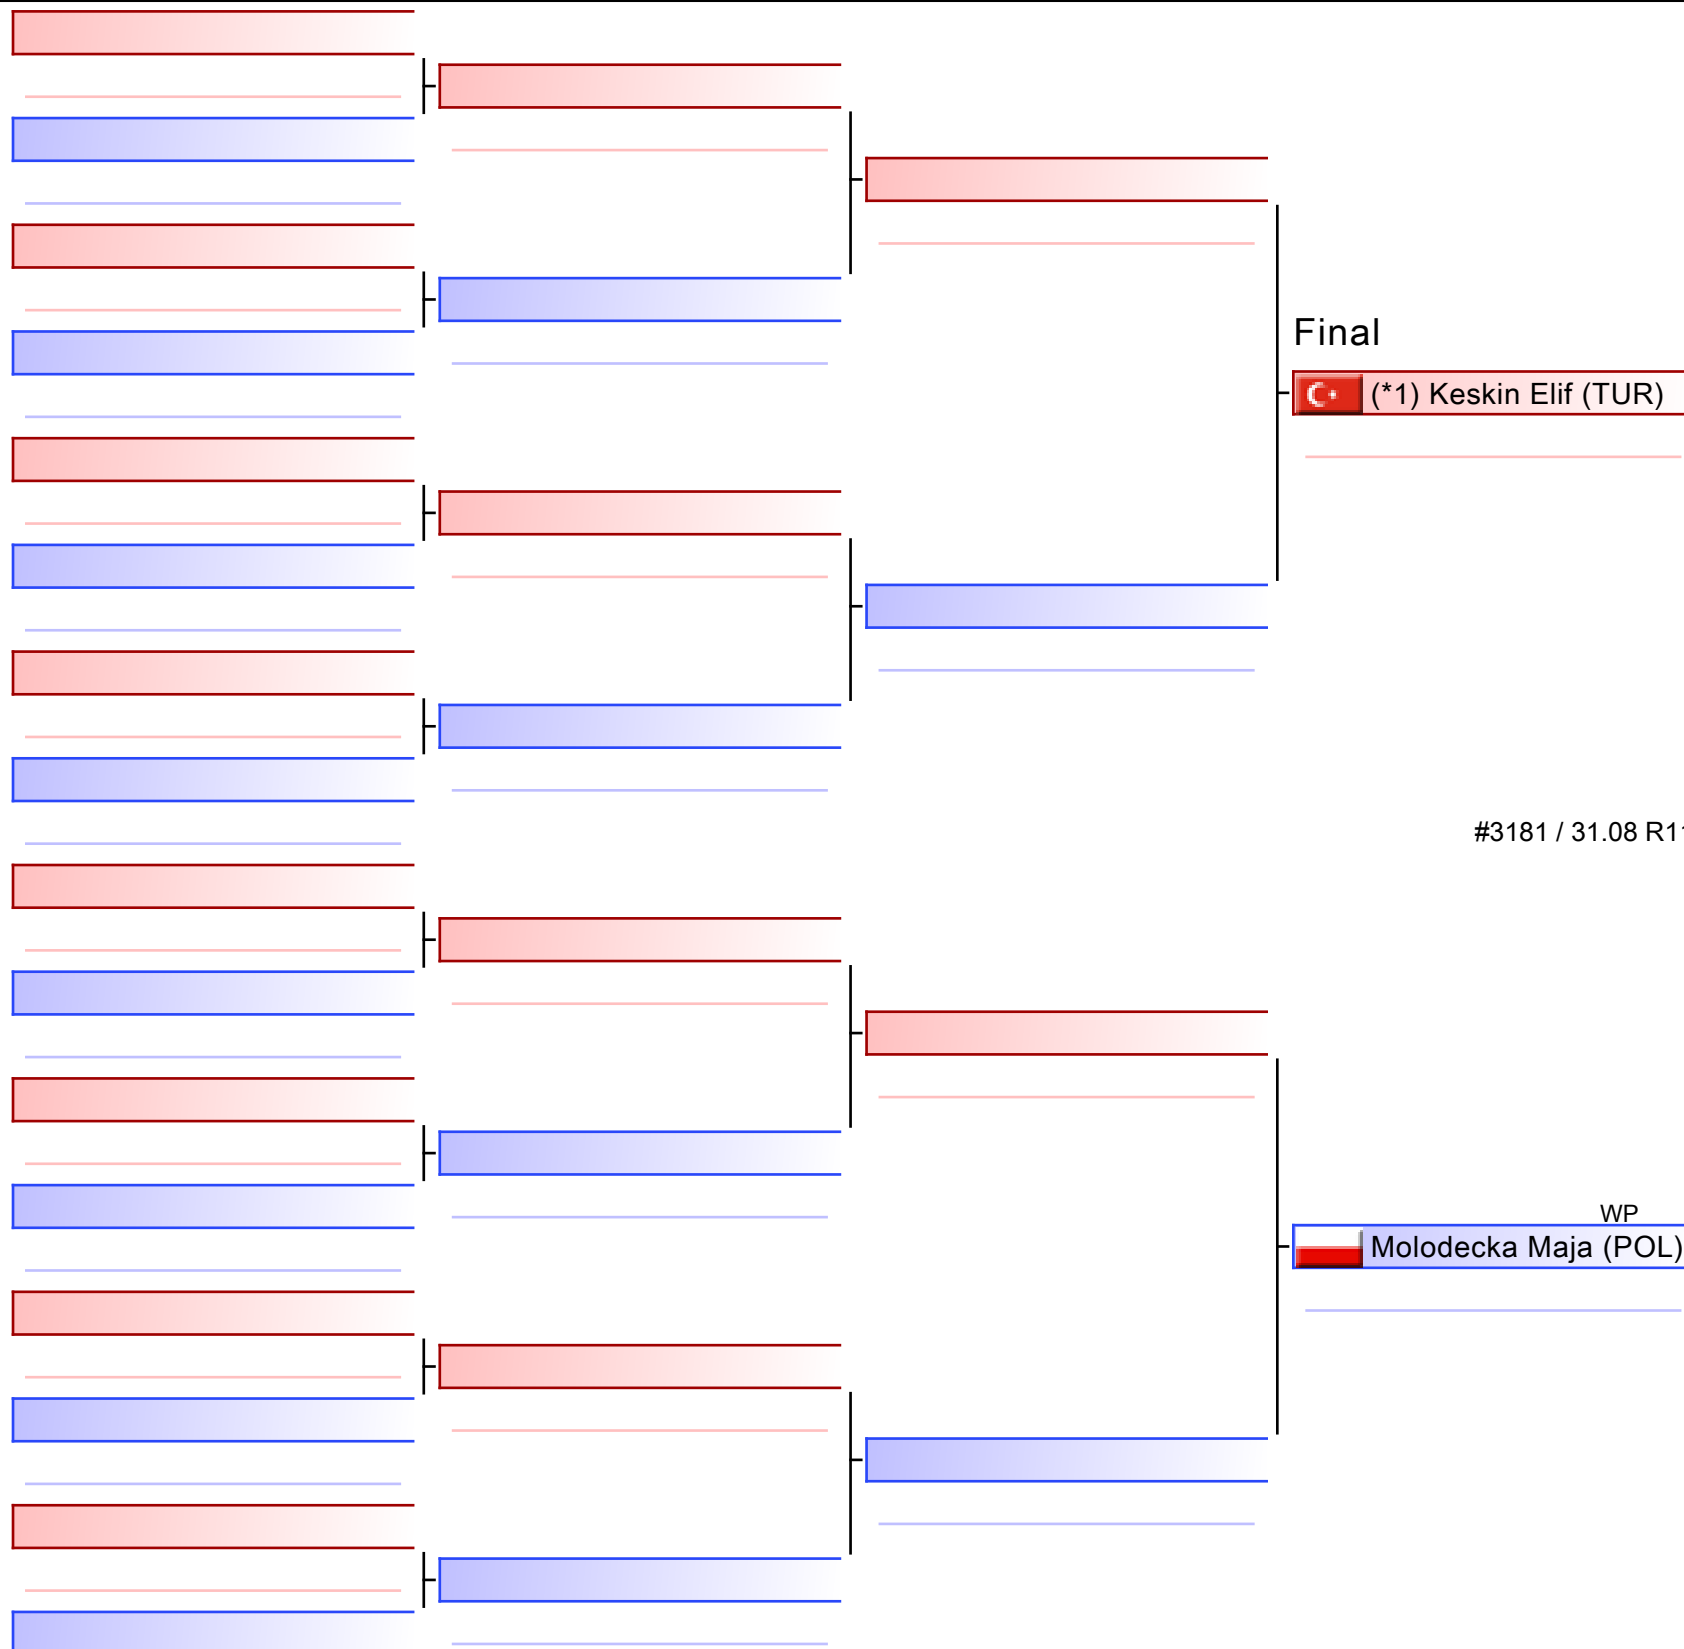 Final
(*1) Keskin Elif (TUR)
#3181 / 31.08 R1
WP
Molodecka Maja (POL)